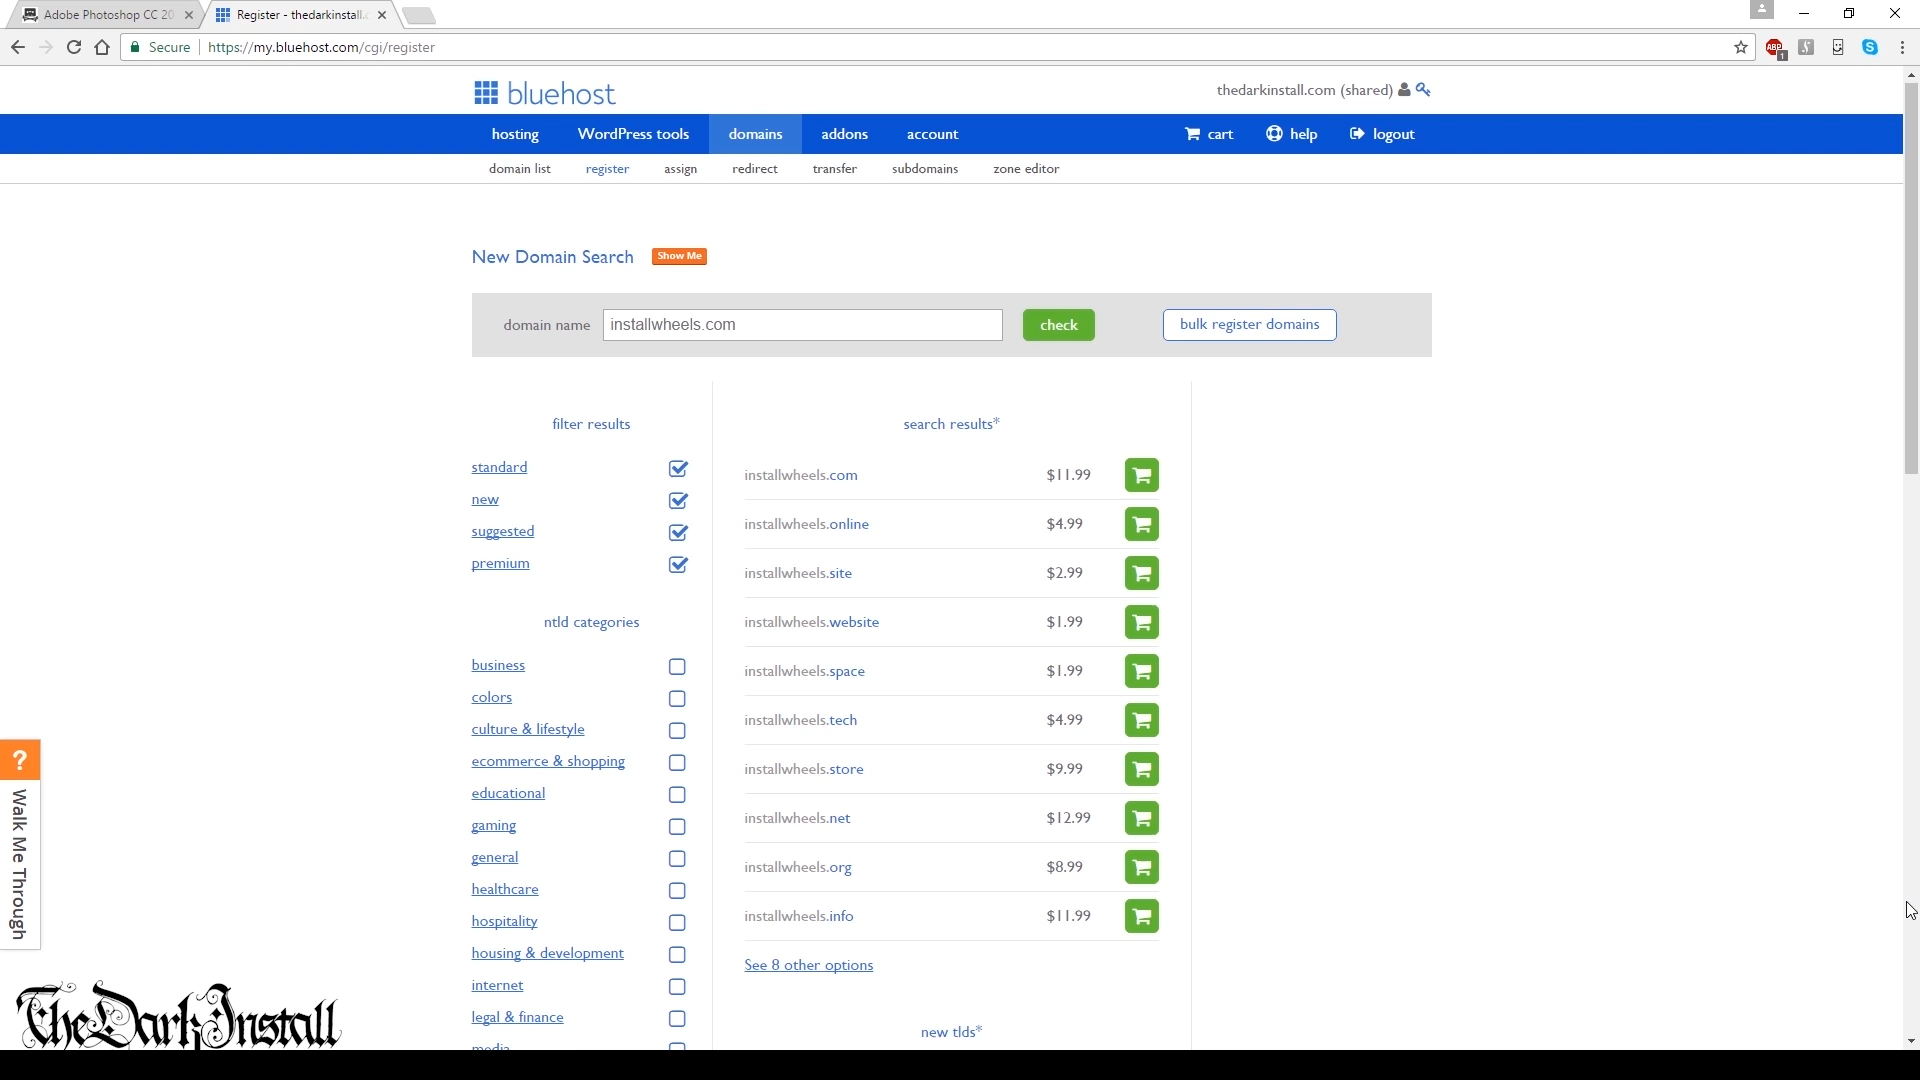 Adobe Photoshop CC 20
Register - thedarkinstall.c
Secure
https://my.bluehost.com/cgi/register
ABP
1
bluehost
thedarkinstall.com (shared)
hosting WordPress tools domains addons account cart help logout
domain list register assign redirect transfer subdomains zone editor
New Domain Search Show Me
domain name installwheels.com check bulk register domains
filter results
standard
new
suggested
premium
ntld categories
business
colors
culture & lifestyle
ecommerce & shopping
educational
gaming
general
healthcare
hospitality
housing & development
internet
legal & finance
media
search results*
installwheels.com $11.99
installwheels.online $4.99
installwheels.site $2.99
installwheels.website $1.99
installwheels.space $1.99
installwheels.tech $4.99
installwheels.store $9.99
installwheels.net $12.99
installwheels.org $8.99
installwheels.info $11.99
See 8 other options
new tlds*
?
Walk Me Through
TheDarkInstall